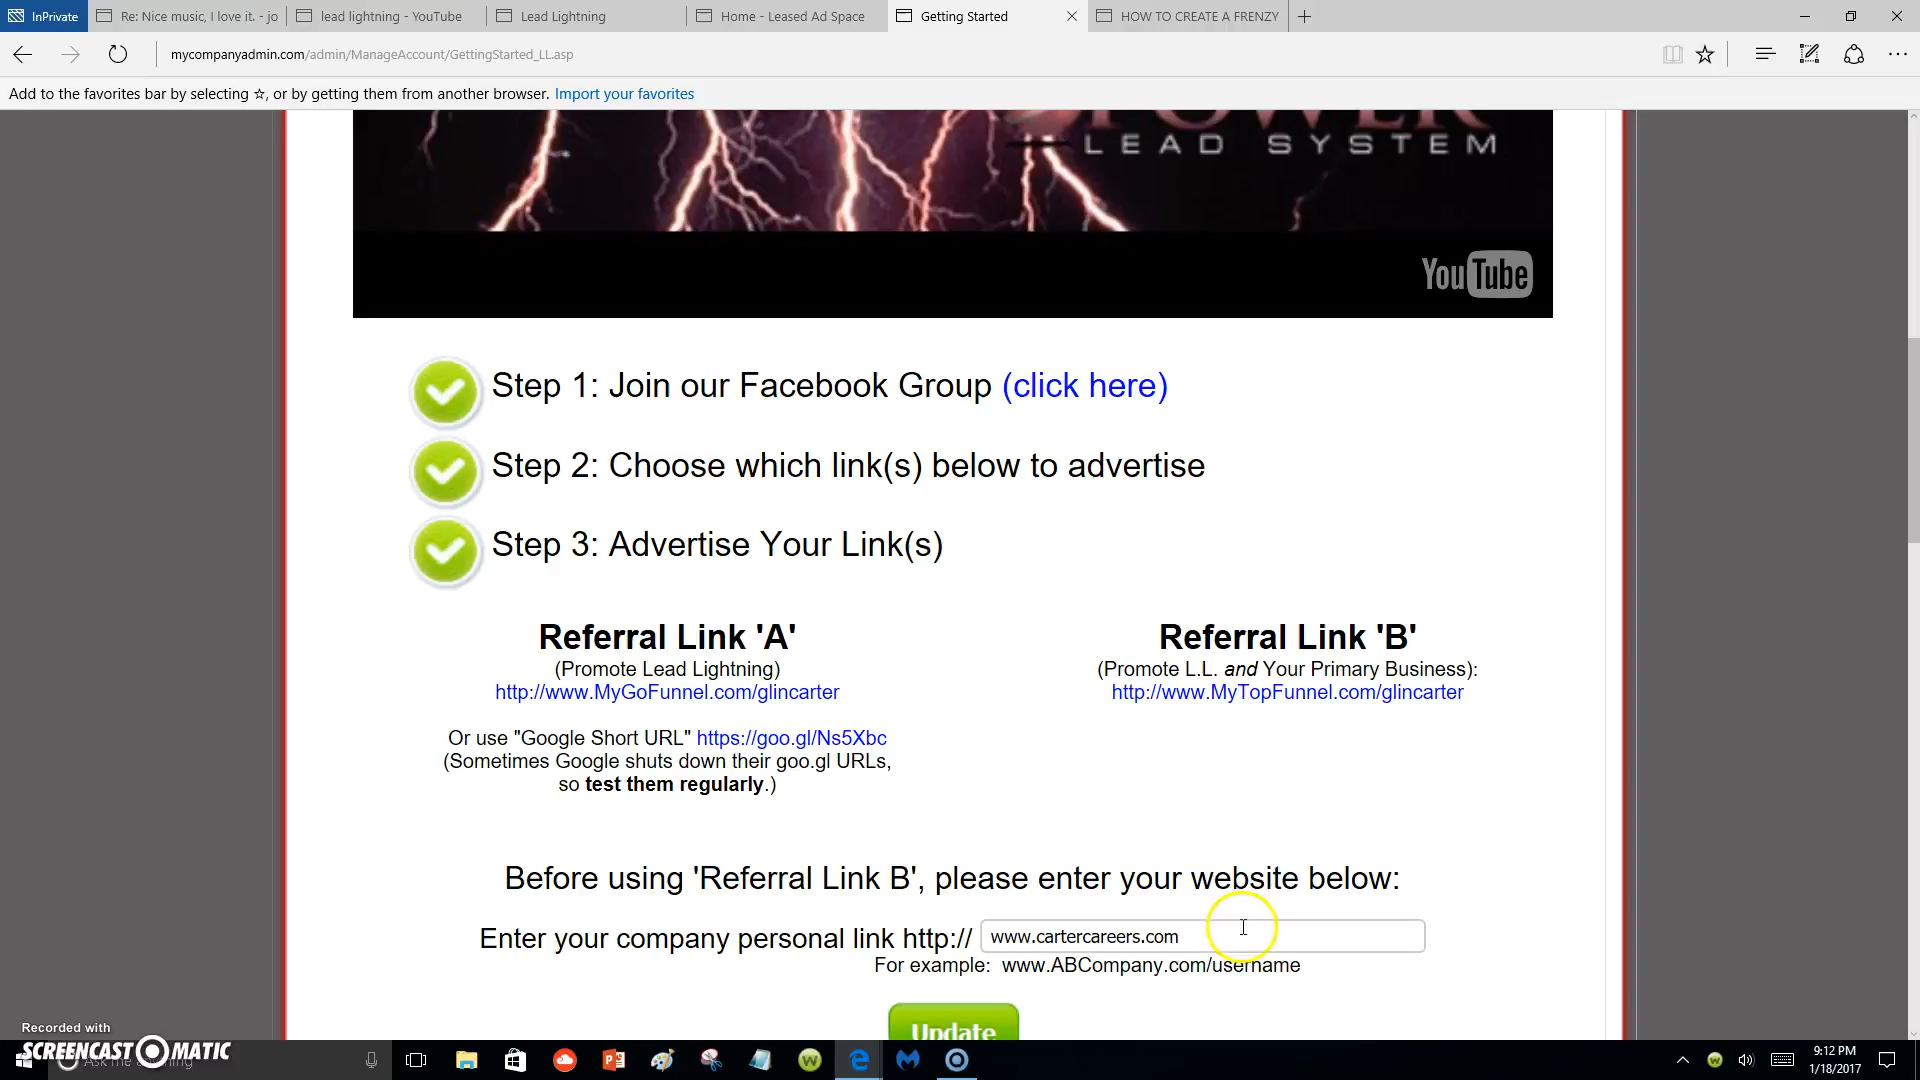 InPrivate
Re: Nice music, I love it. - jo
lead lightning - YouTube
Lead Lightning
Home - Leased Ad Space
Getting Started
HOW TO CREATE A FRENZY
mycompanyadmin.com/admin/ManageAccount/GettingStarted_LL.asp
Add to the favorites bar by selecting ☆, or by getting them from another browser. Import your favorites
POWER
LEAD SYSTEM
YouTube
Step 1: Join our Facebook Group (click here)
Step 2: Choose which link(s) below to advertise
Step 3: Advertise Your Link(s)
Referral Link 'A'
(Promote Lead Lightning)
http://www.MyGoFunnel.com/glincarter
Or use "Google Short URL" https://goo.gl/Ns5Xbc
(Sometimes Google shuts down their goo.gl URLs,
so test them regularly.)
Referral Link 'B'
(Promote L.L. and Your Primary Business):
http://www.MyTopFunnel.com/glincarter
Before using 'Referral Link B', please enter your website below:
Enter your company personal link http:// www.cartercareers.com
For example: www.ABCompany.com/username
Update
Recorded with
SCREENCAST MATIC
9:12 PM
1/18/2017